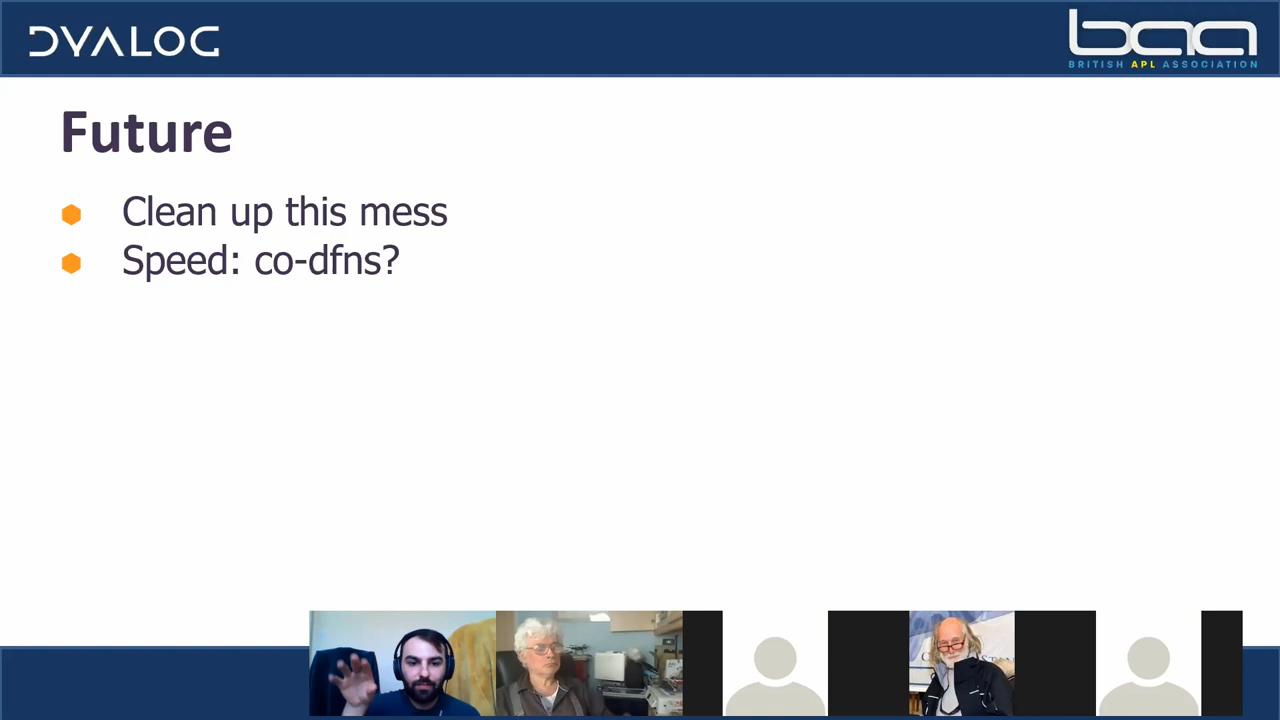 DYALOG
baa
BRITISH APL ASSOCIATION
Future
Clean up this mess
Speed: co-dfns?